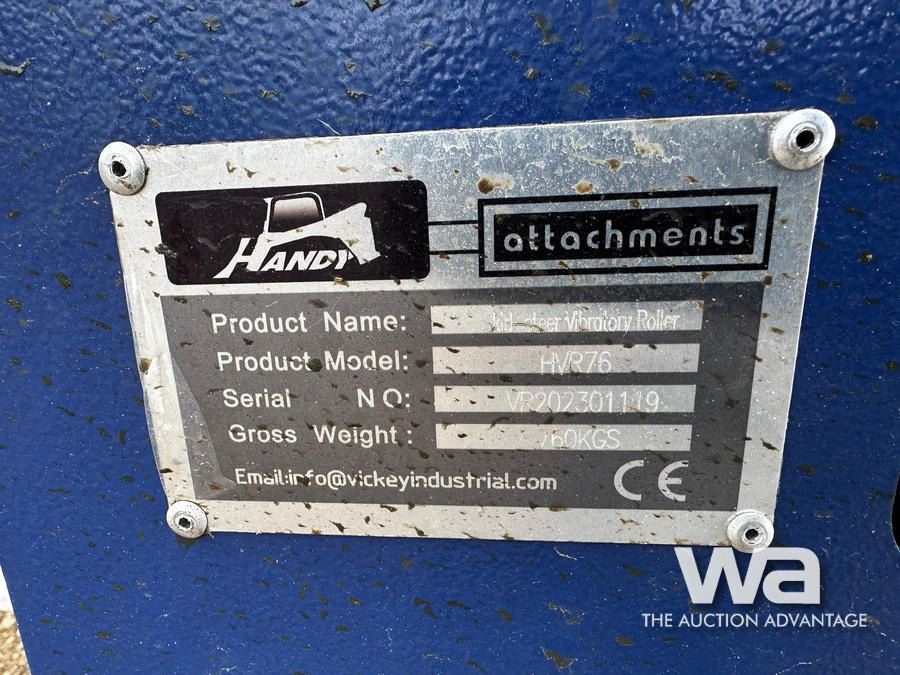 HANDY
attachments
Product Name: Skid-steer Vibratory Roller
Product Model: HVR76
Serial NO: VR202301119
Gross Weight: 760KGS
Email:info@vickeyindustrial.com
CE
wa
THE AUCTION ADVANTAGE